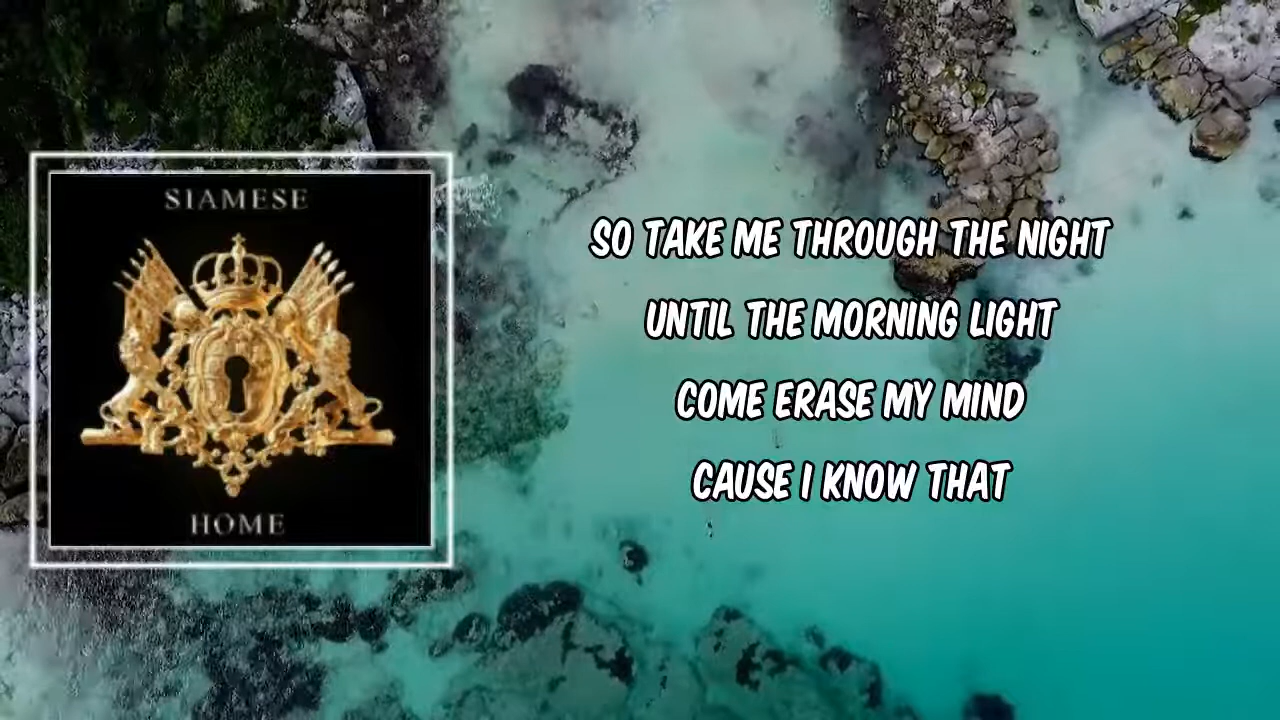 SIAMESE
HOME
SO TAKE ME THROUGH THE NIGHT
UNTIL THE MORNING LIGHT
COME ERASE MY MIND
CAUSE I KNOW THAT